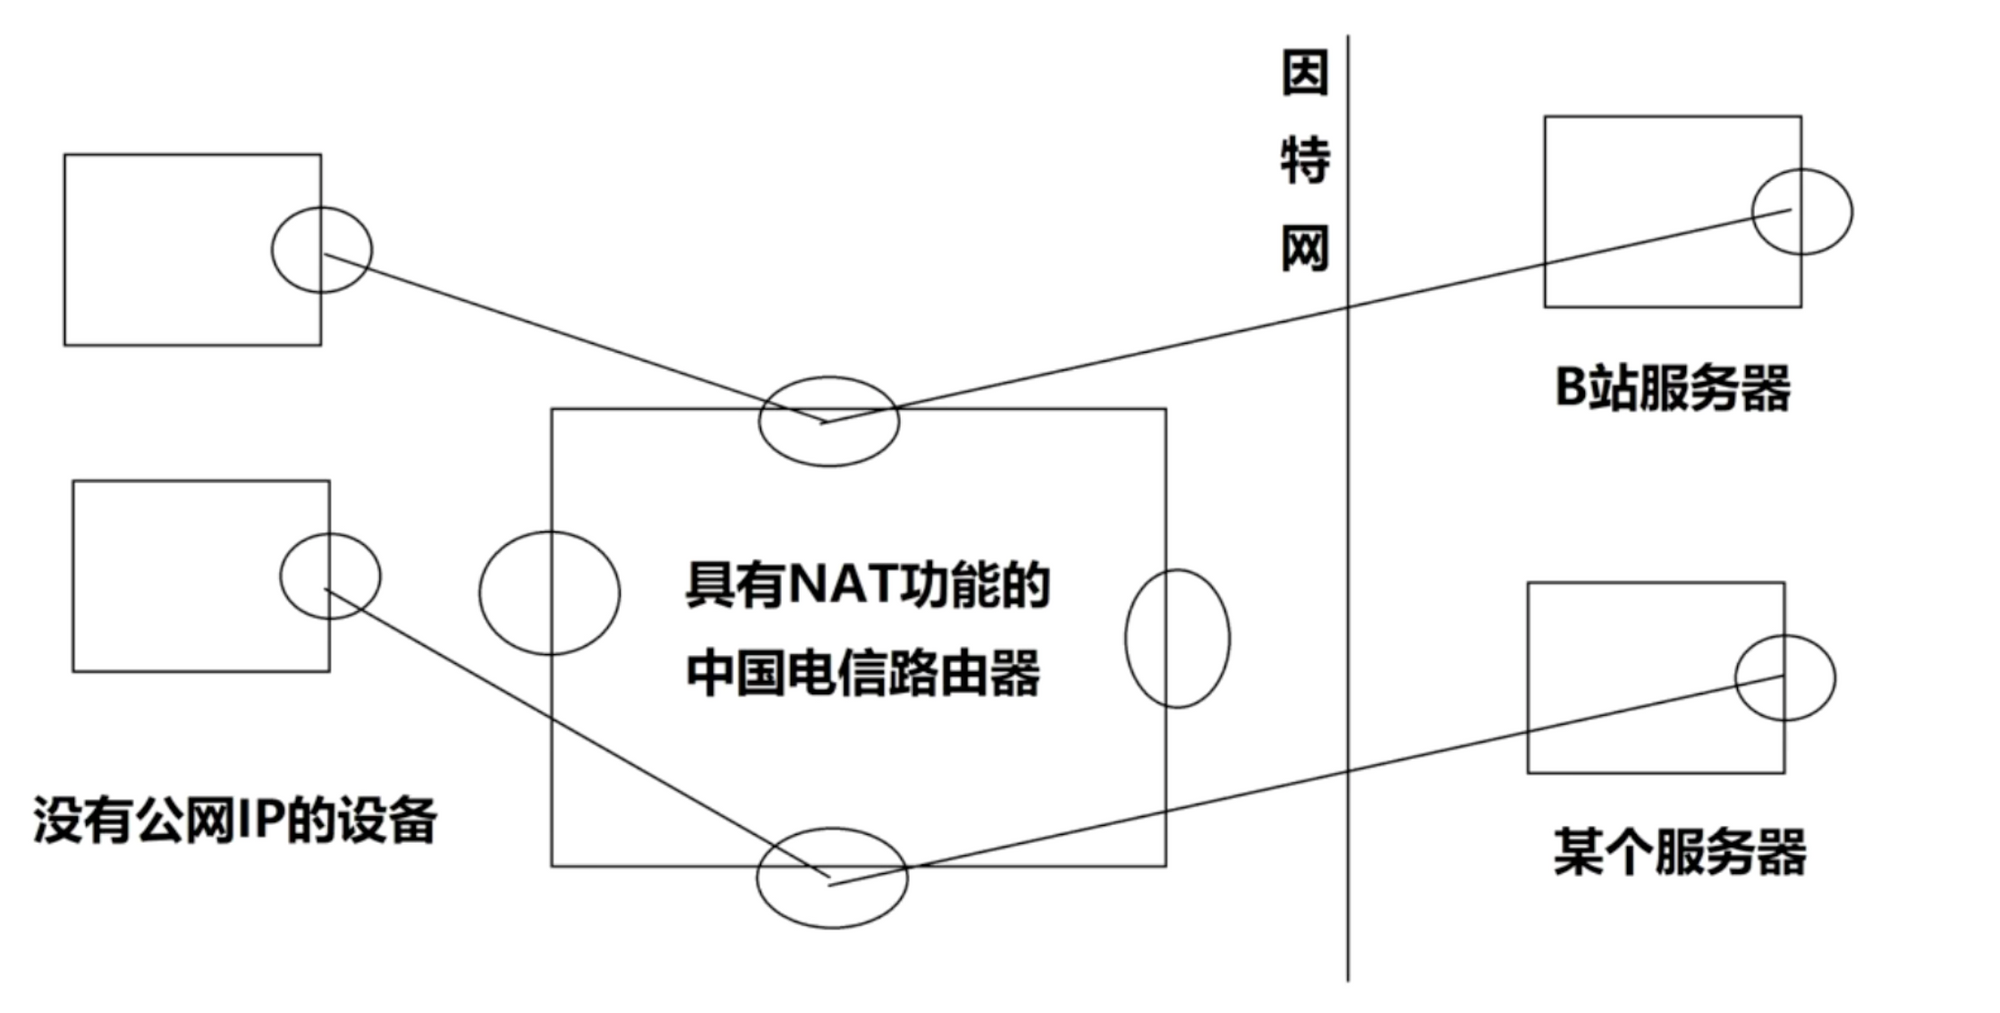 因
特
网
B站服务器
具有NAT功能的
中国电信路由器
没有公网IP的设备
某个服务器